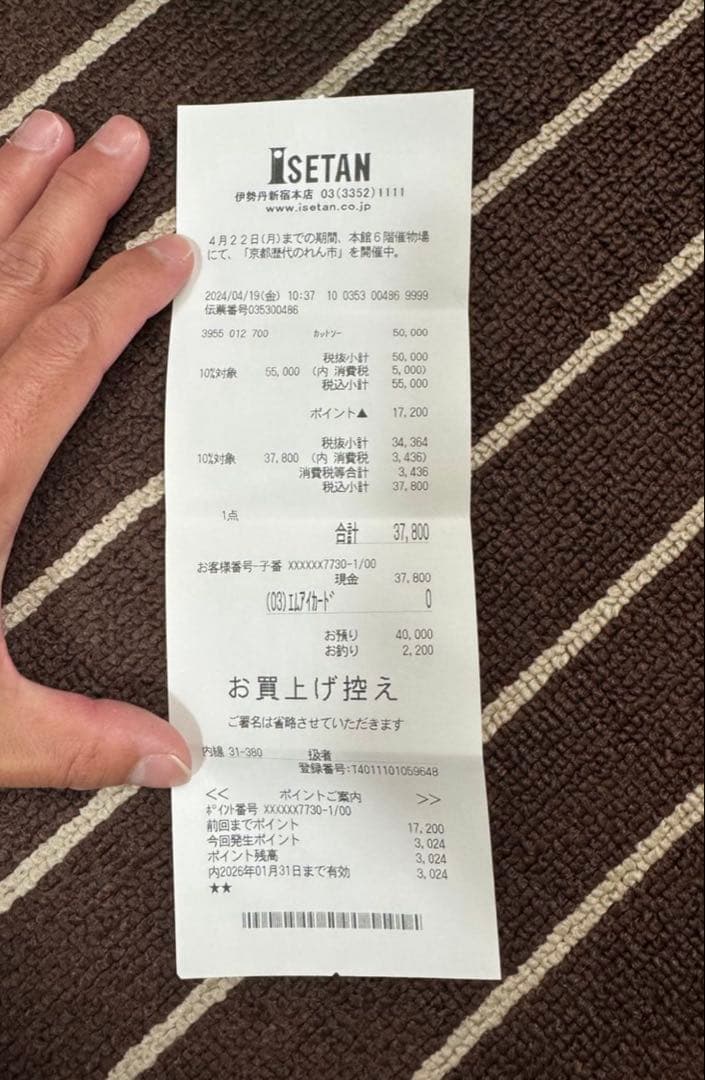 ISETAN
伊勢丹新宿本店 03(3352)1111
www.isetan.co.jp
4月22日(月)までの期間、本館6階催物場
にて、「京都歴代のれん市」を開催中。
2024/04/19(金) 10:37 10 0353 00486 9999
伝票番号035300486
3955 012 700 カットソー 50,000
税抜小計 50,000
10%対象 55,000 (内 消費税 5,000)
税込小計 55,000
ポイント▲ 17,200
税抜小計 34,364
10%対象 37,800 (内 消費税 3,436)
消費税等合計 3,436
税込小計 37,800
1点
合計 37,800
お客様番号-子番 XXXXXX7730-1/00
現金 37,800
(03)エムアイカード 0
お預り 40,000
お釣り 2,200
お買上げ控え
ご署名は省略させていただきます
内線 31-380 扱者
登録番号:T4011101059648
<< ポイントご案内 >>
ポイント番号 XXXXXX7730-1/00
前回までポイント 17,200
今回発生ポイント 3,024
ポイント残高 3,024
内2026年01月31日まで有効 3,024
★★